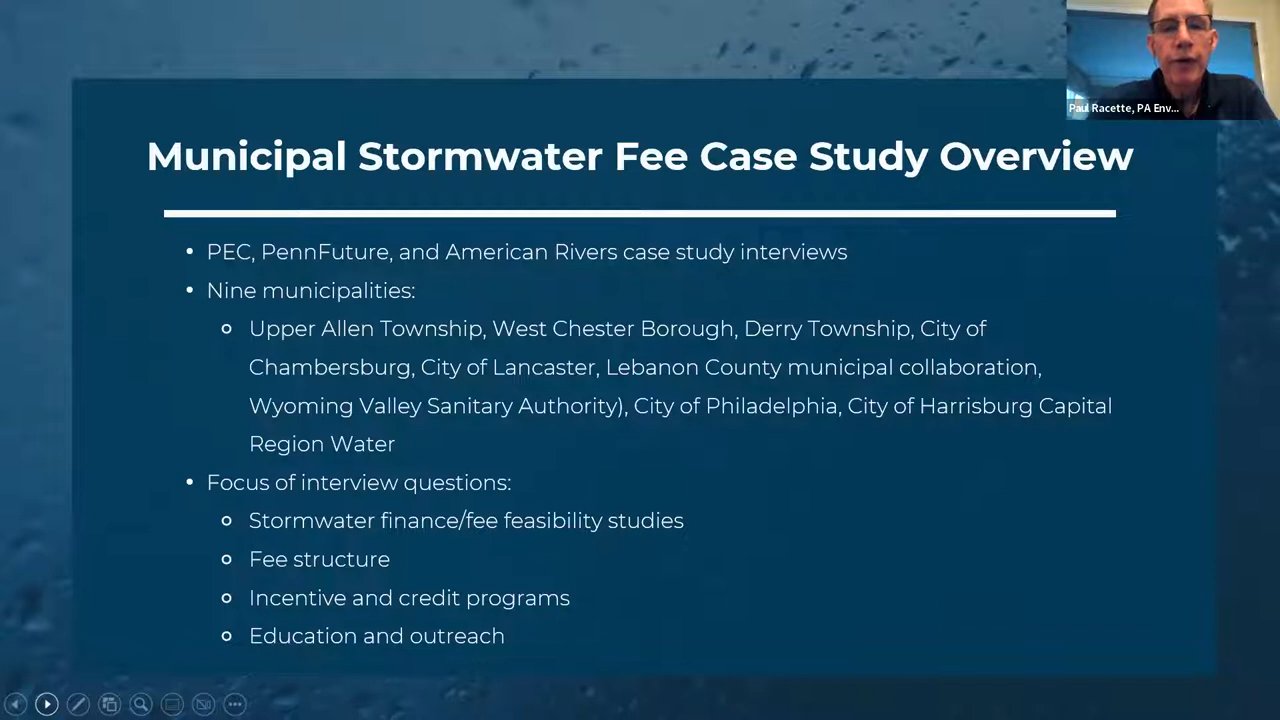 Paul Racette, PA Env...
Municipal Stormwater Fee Case Study Overview
• PEC, PennFuture, and American Rivers case study interviews
• Nine municipalities:
o Upper Allen Township, West Chester Borough, Derry Township, City of
Chambersburg, City of Lancaster, Lebanon County municipal collaboration,
Wyoming Valley Sanitary Authority), City of Philadelphia, City of Harrisburg Capital
Region Water
• Focus of interview questions:
o Stormwater finance/fee feasibility studies
o Fee structure
o Incentive and credit programs
o Education and outreach